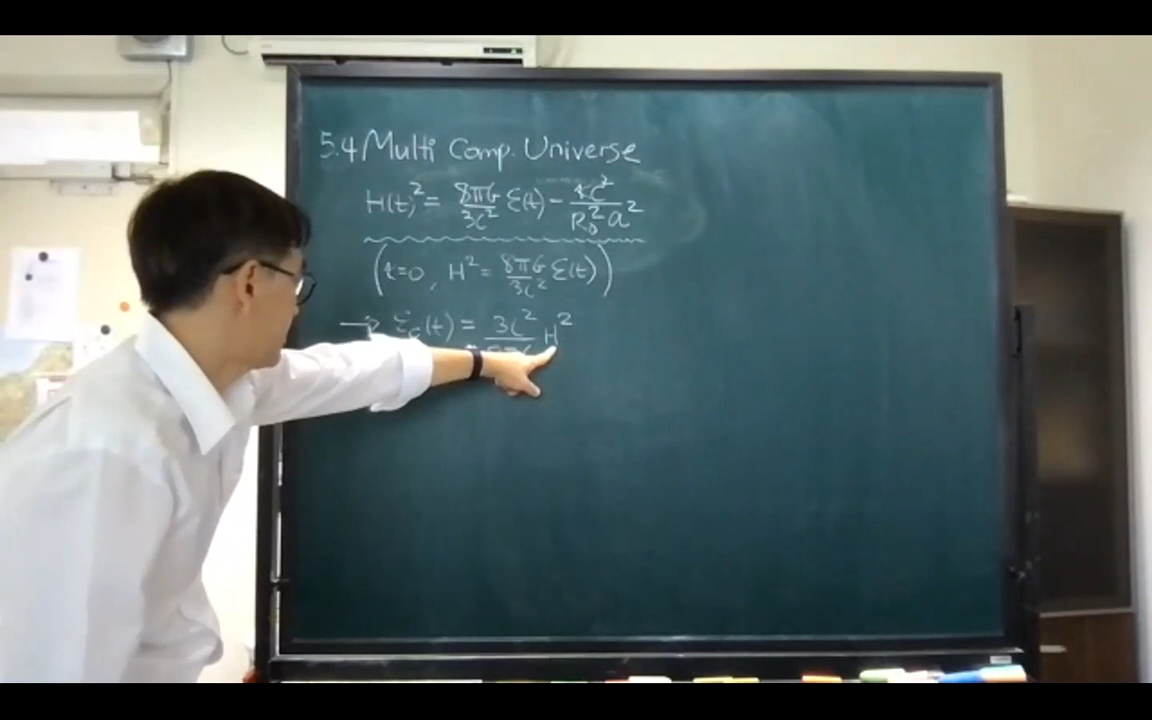 5.4 Multi Comp. Universe
H(t)² = 8πG/3c² ε(t) − kc²/R₀²a²
(k=0, H² = 8πG/3c² ε(t))
→ ε_c(t) = 3c²/8πG H²